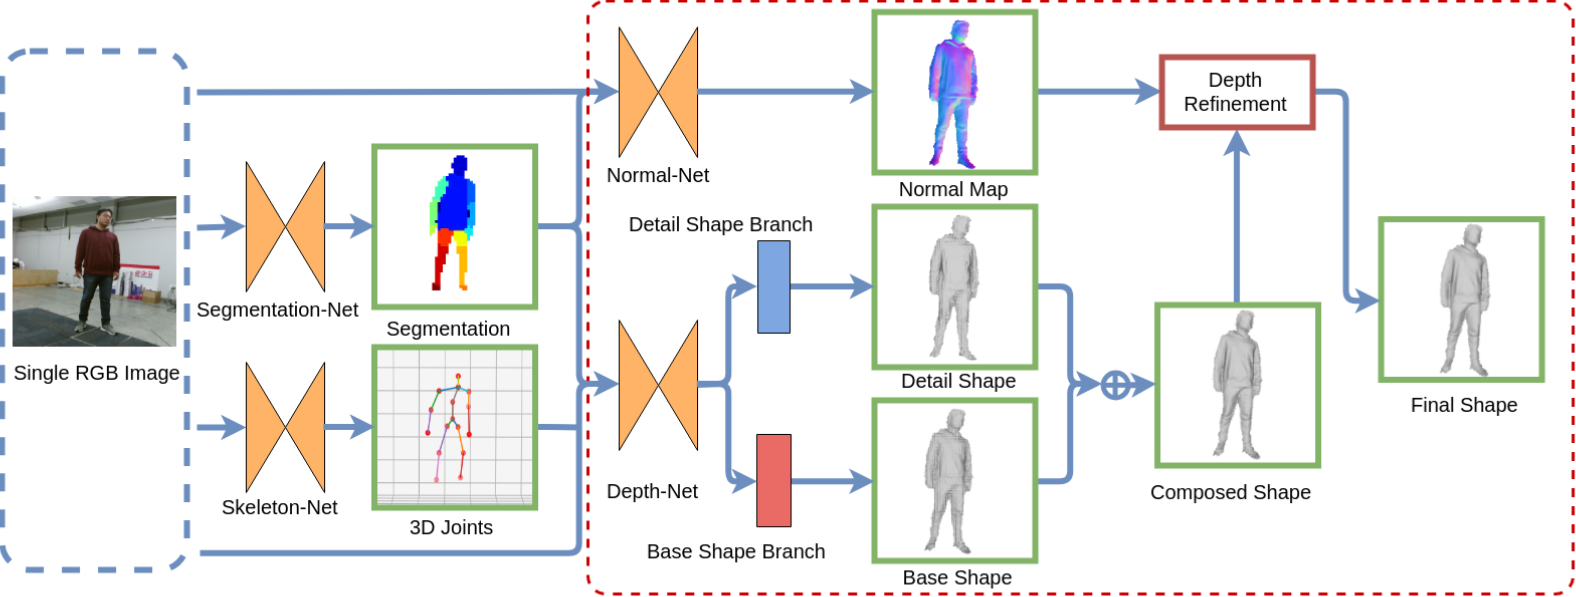 Single RGB Image
Segmentation-Net
Segmentation
Skeleton-Net
3D Joints
Normal-Net
Normal Map
Detail Shape Branch
Detail Shape
Depth-Net
Base Shape Branch
Base Shape
Depth
Refinement
Composed Shape
Final Shape